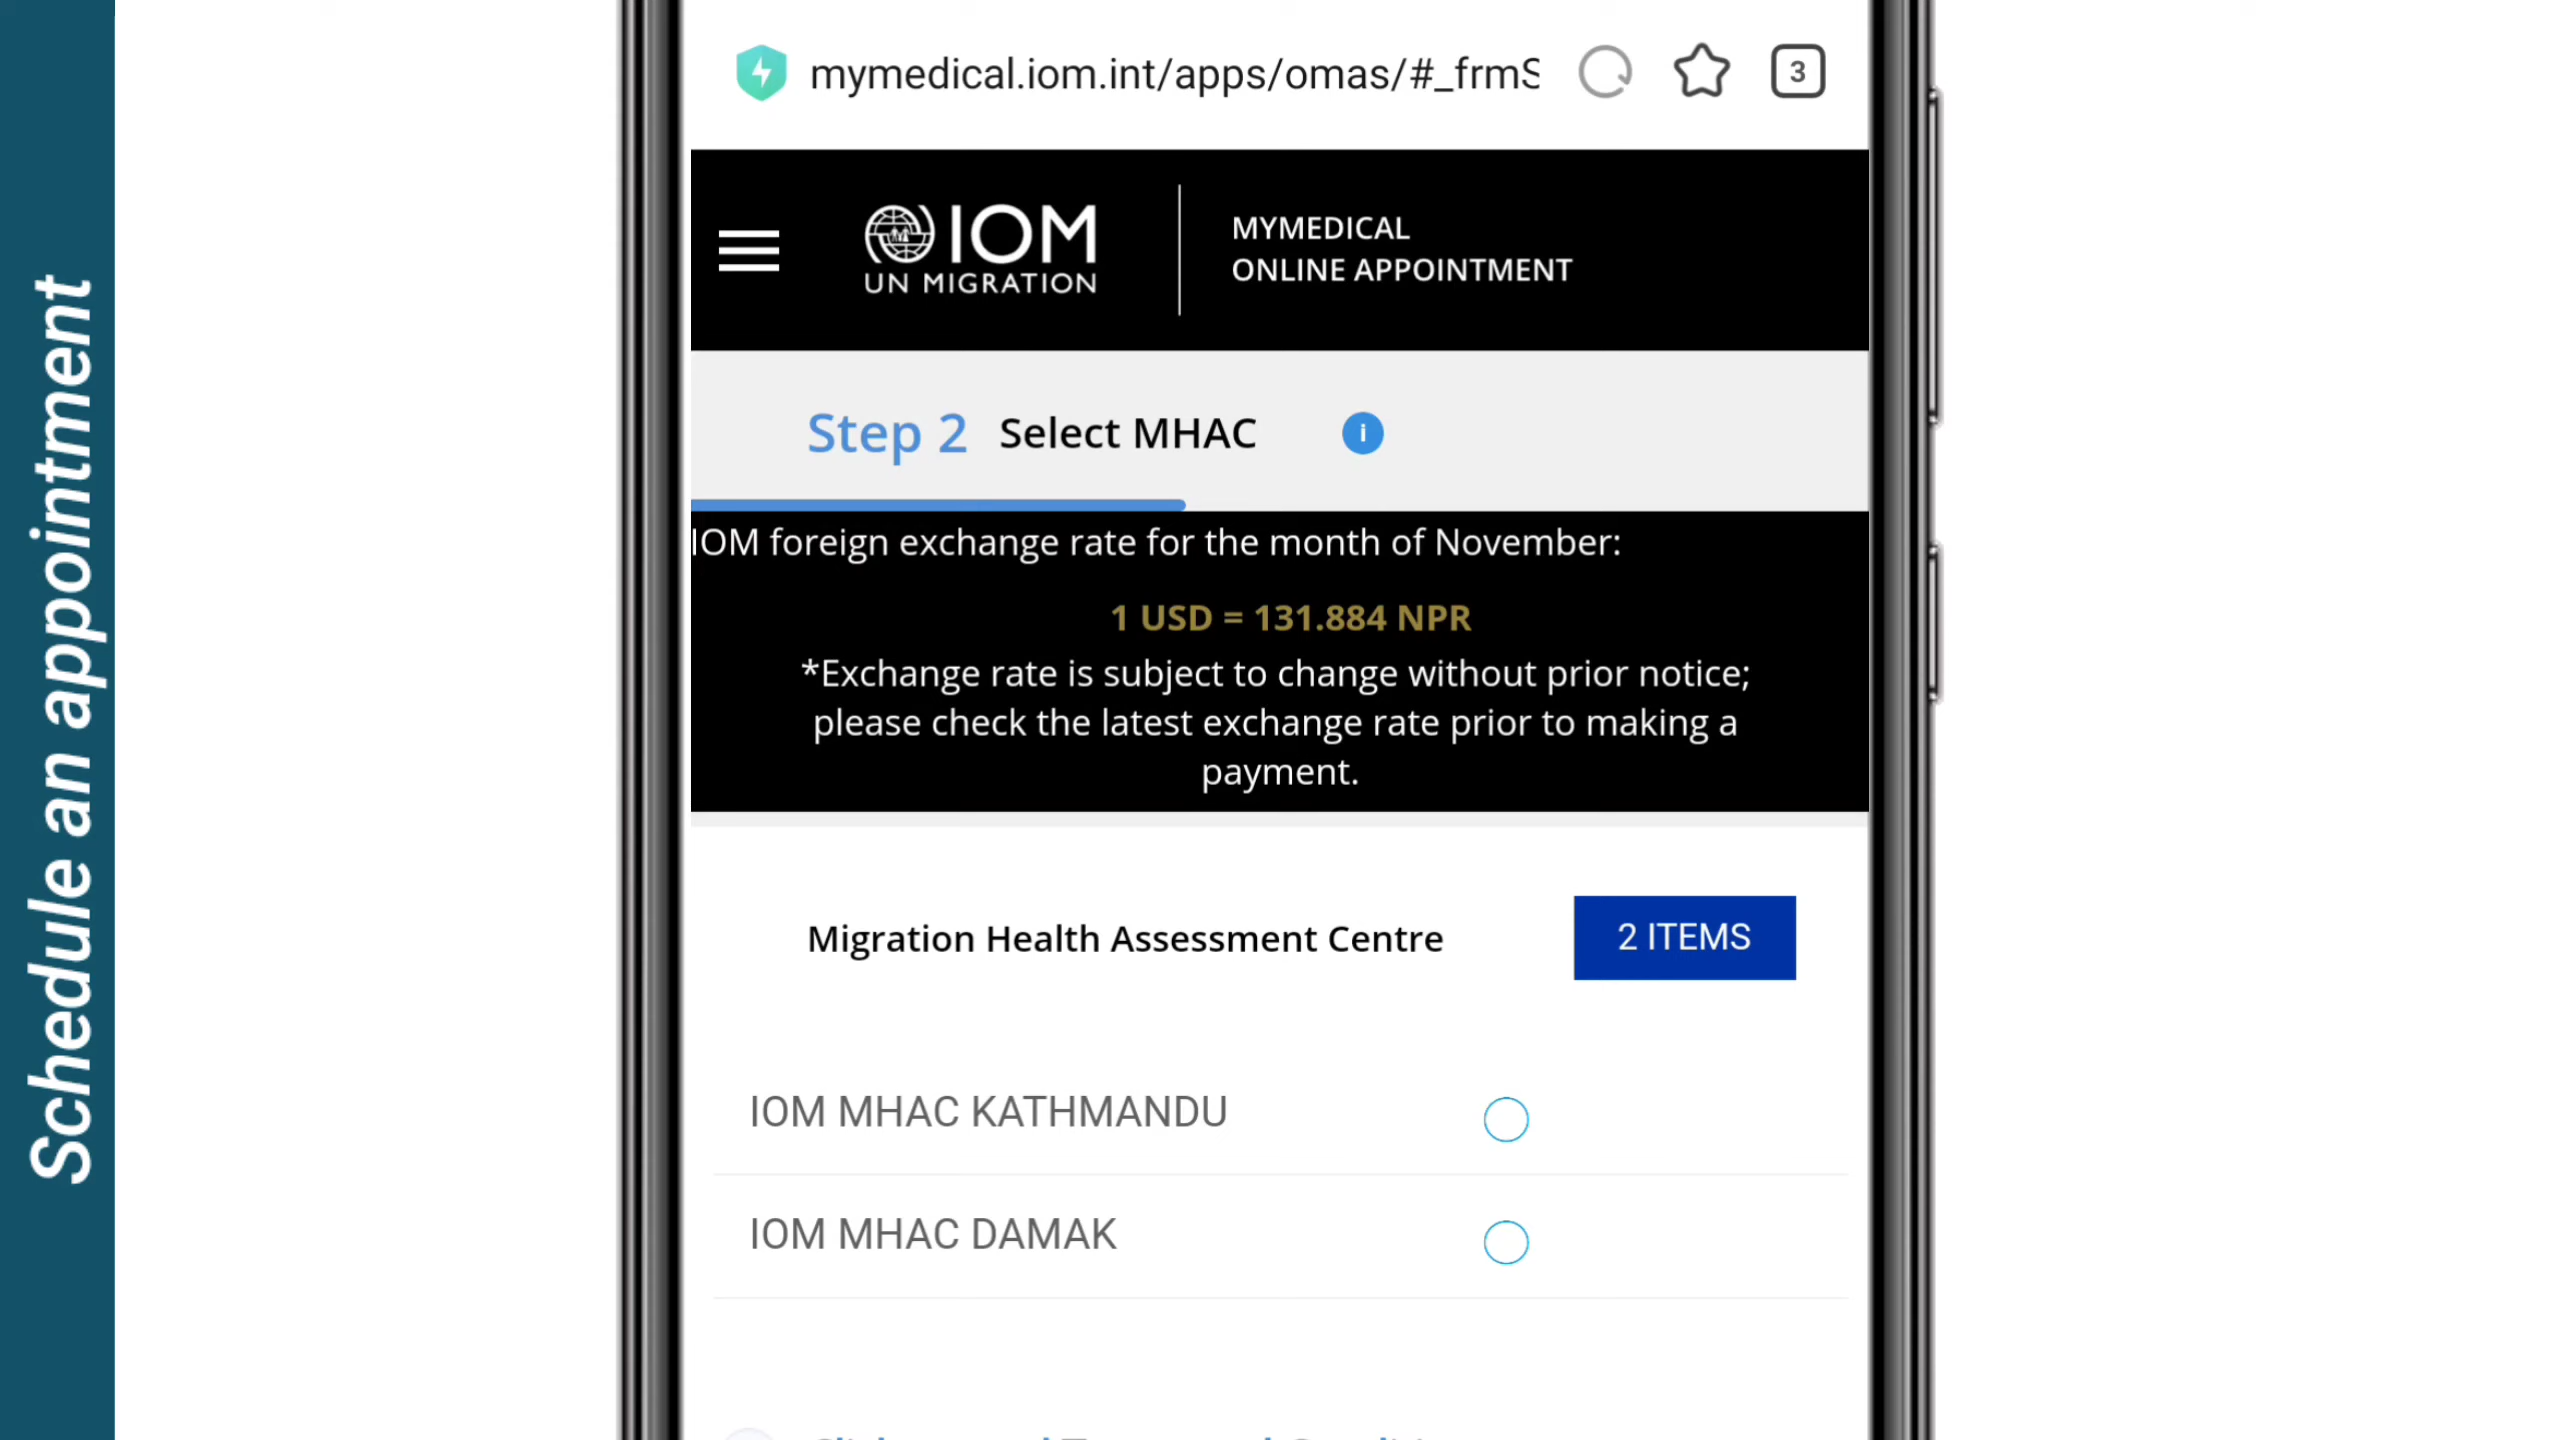 Schedule an appointment
mymedical.iom.int/apps/omas/#_frmS
3
IOM
UN MIGRATION
MYMEDICAL
ONLINE APPOINTMENT
Step 2 Select MHAC
i
IOM foreign exchange rate for the month of November:
1 USD = 131.884 NPR
*Exchange rate is subject to change without prior notice;
please check the latest exchange rate prior to making a
payment.
Migration Health Assessment Centre
2 ITEMS
IOM MHAC KATHMANDU
IOM MHAC DAMAK